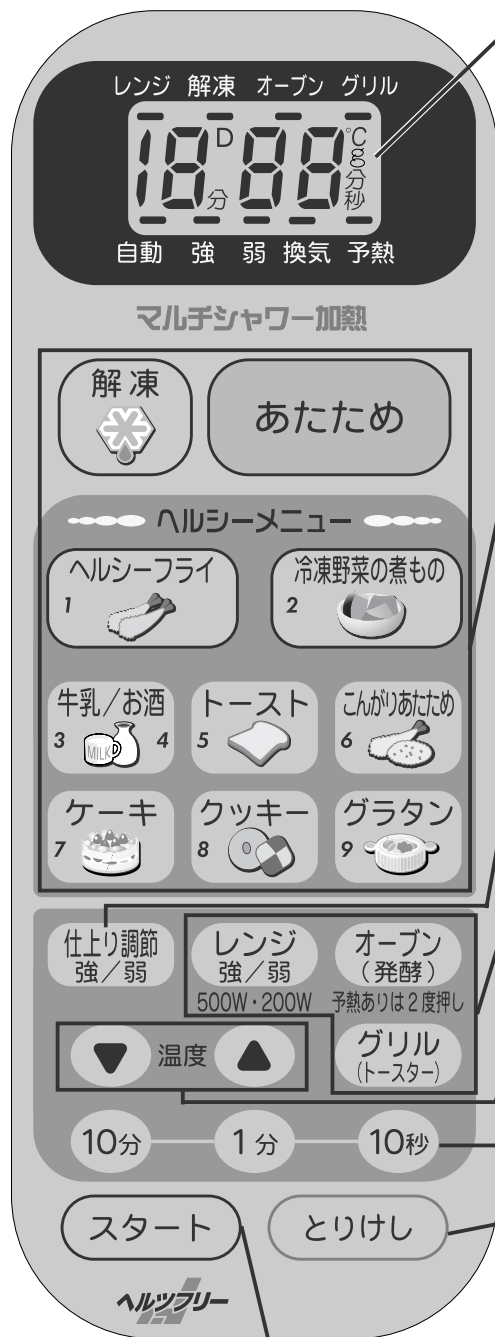 レンジ 解凍 オーブン グリル
18 D 88 ℃ g 分 秒
分
自動 強 弱 換気 予熱
マルチシャワー加熱
解凍 あたため
ヘルシーメニュー
ヘルシーフライ 冷凍野菜の煮もの
1 2
牛乳/お酒 トースト こんがりあたため
3 MILK 4 5 6
ケーキ クッキー グラタン
7 8 9
仕上り調節 レンジ オーブン
強/弱 強/弱 (発酵)
500W・200W 予熱ありは2度押し
▼ 温度 ▲ グリル
(トースター)
10分 1分 10秒
スタート とりけし
ヘルツフリー